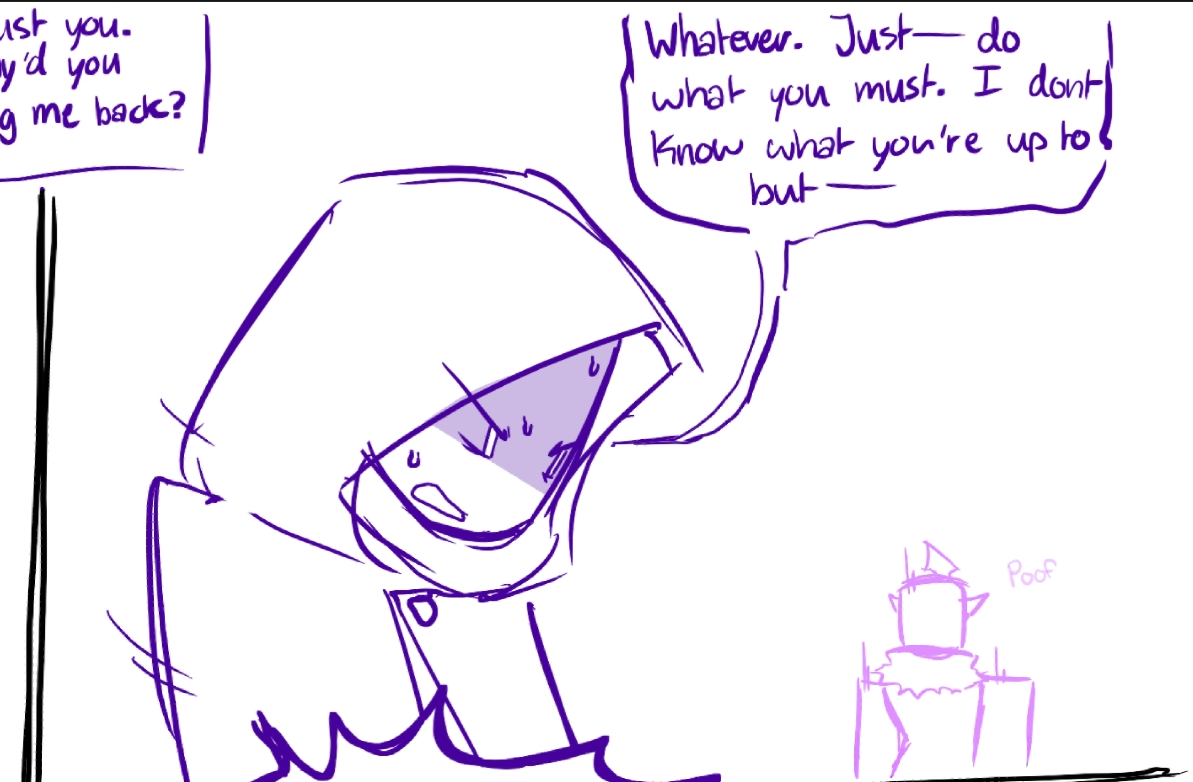 you.
you
me back?
Whatever. Just— do
what you must. I dont
know what you're up to
but —
Poof